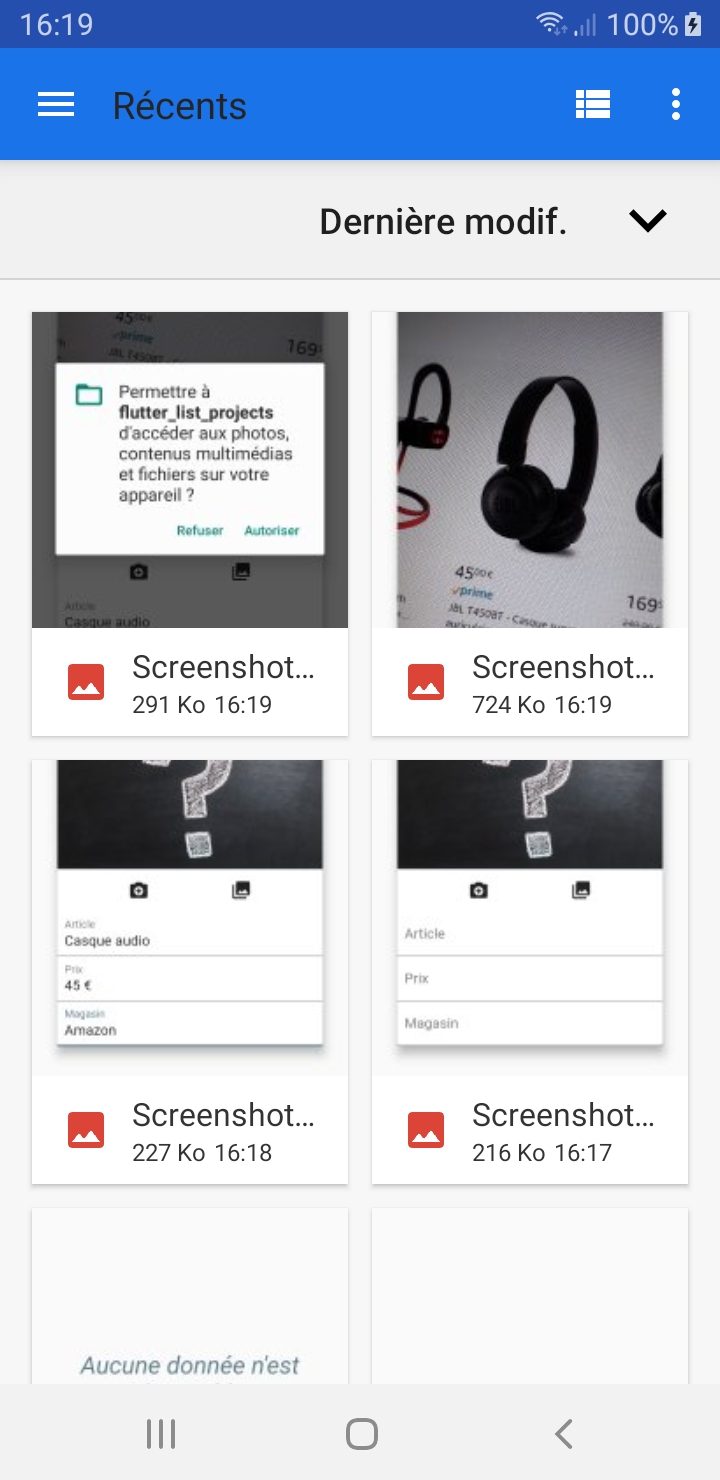 16:19
100%
Récents
Dernière modif.
45,00€
✓prime
169
Permettre à
flutter_list_projects
d'accéder aux photos,
contenus multimédias
et fichiers sur votre
appareil ?
Refuser Autoriser
Article
Casque audio
Screenshot...
291 Ko 16:19
JBL
45,00€
✓prime
JBL T450BT - Casque
169
Screenshot...
724 Ko 16:19
?
Article
Casque audio
Prix
45 €
Magasin
Amazon
Screenshot...
227 Ko 16:18
?
Article
Prix
Magasin
Screenshot...
216 Ko 16:17
Aucune donnée n'est